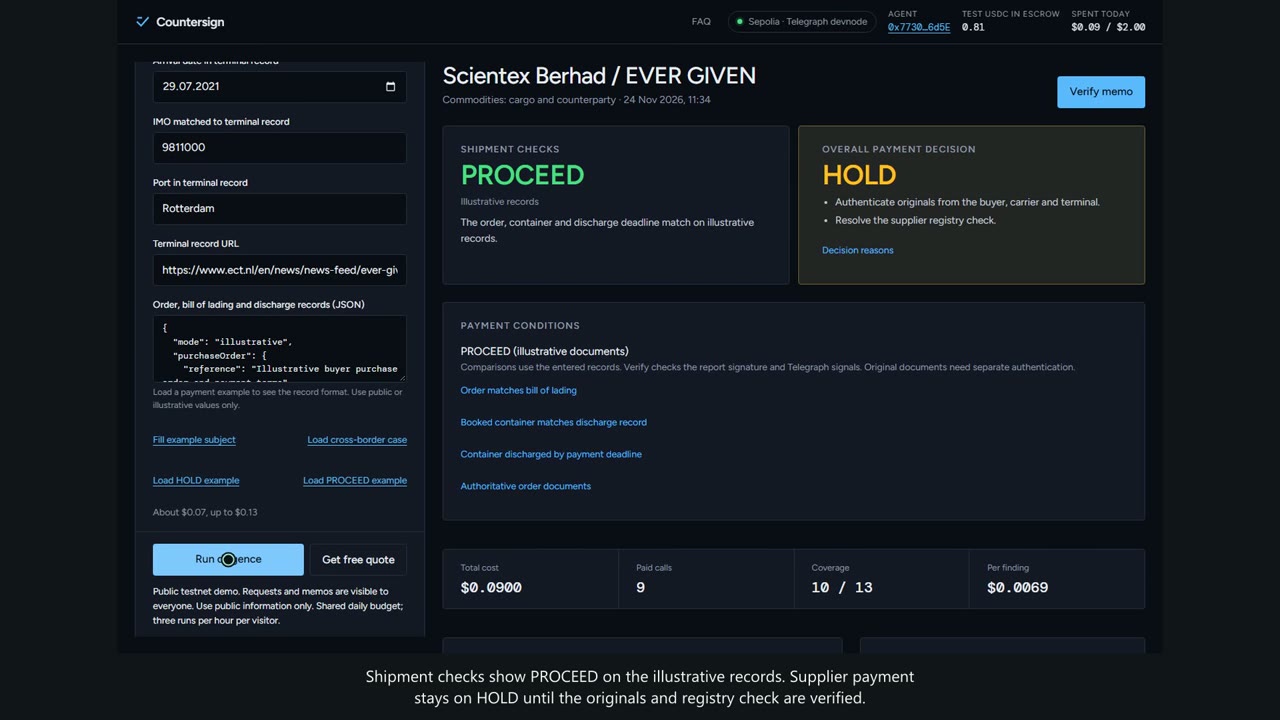 Countersign
FAQ
Sepolia · Telegraph devnode
AGENT
0x7730…6d5E
TEST USDC IN ESCROW
0.81
SPENT TODAY
$0.09 / $2.00
Arrival date in terminal record
29.07.2021
IMO matched to terminal record
9811000
Port in terminal record
Rotterdam
Terminal record URL
https://www.ect.nl/en/news/news-feed/ever-giv
Order, bill of lading and discharge records (JSON)
{
"mode": "illustrative",
"purchaseOrder": {
"reference": "Illustrative buyer purchase
order and payment terms"
Load a payment example to see the record format. Use public or
illustrative values only.
Fill example subject
Load cross-border case
Load HOLD example
Load PROCEED example
About $0.07, up to $0.13
Run ence
Get free quote
Public testnet demo. Requests and memos are visible to
everyone. Use public information only. Shared daily budget;
three runs per hour per visitor.
Scientex Berhad / EVER GIVEN
Commodities: cargo and counterparty · 24 Nov 2026, 11:34
Verify memo
SHIPMENT CHECKS
PROCEED
Illustrative records
The order, container and discharge deadline match on illustrative
records.
OVERALL PAYMENT DECISION
HOLD
• Authenticate originals from the buyer, carrier and terminal.
• Resolve the supplier registry check.
Decision reasons
PAYMENT CONDITIONS
PROCEED (illustrative documents)
Comparisons use the entered records. Verify checks the report signature and Telegraph signals. Original documents need separate authentication.
Order matches bill of lading
Booked container matches discharge record
Container discharged by payment deadline
Authoritative order documents
Total cost
$0.0900
Paid calls
9
Coverage
10 / 13
Per finding
$0.0069
Shipment checks show PROCEED on the illustrative records. Supplier payment
stays on HOLD until the originals and registry check are verified.